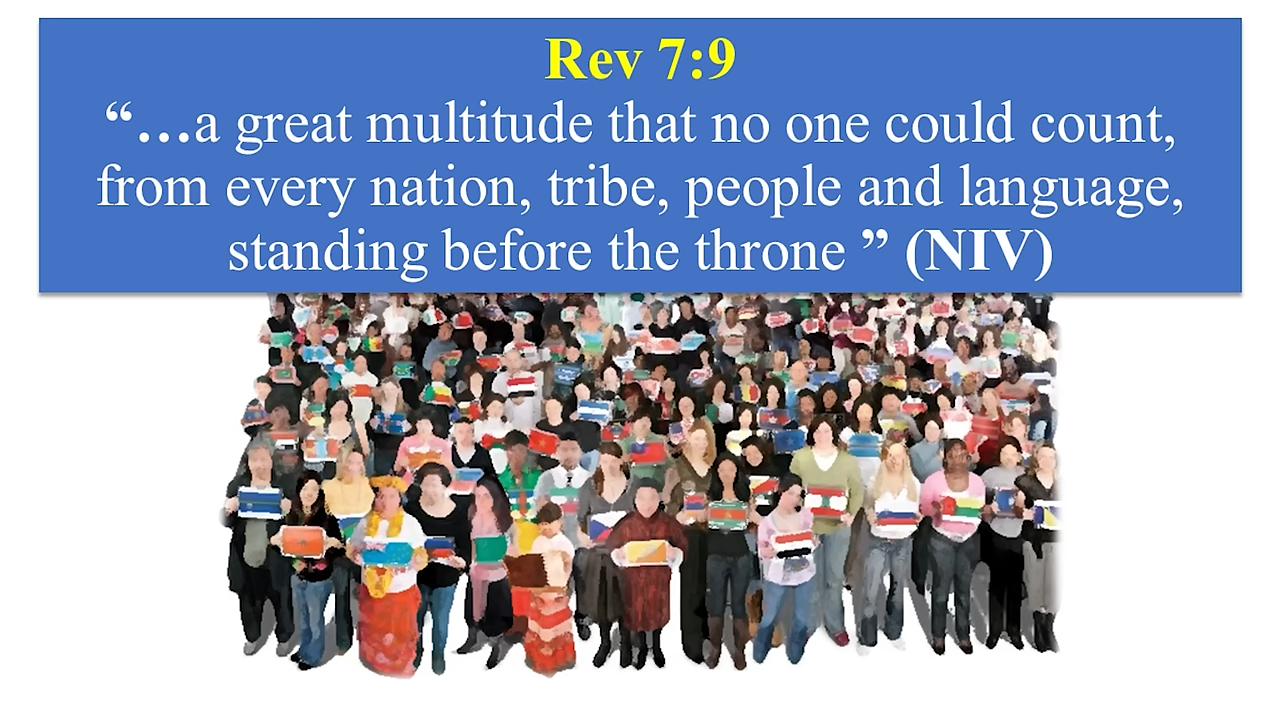 Rev 7:9
“…a great multitude that no one could count,
from every nation, tribe, people and language,
standing before the throne ” (NIV)